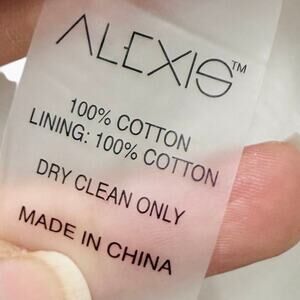 ALEXIS™
100% COTTON
LINING: 100% COTTON
DRY CLEAN ONLY
MADE IN CHINA